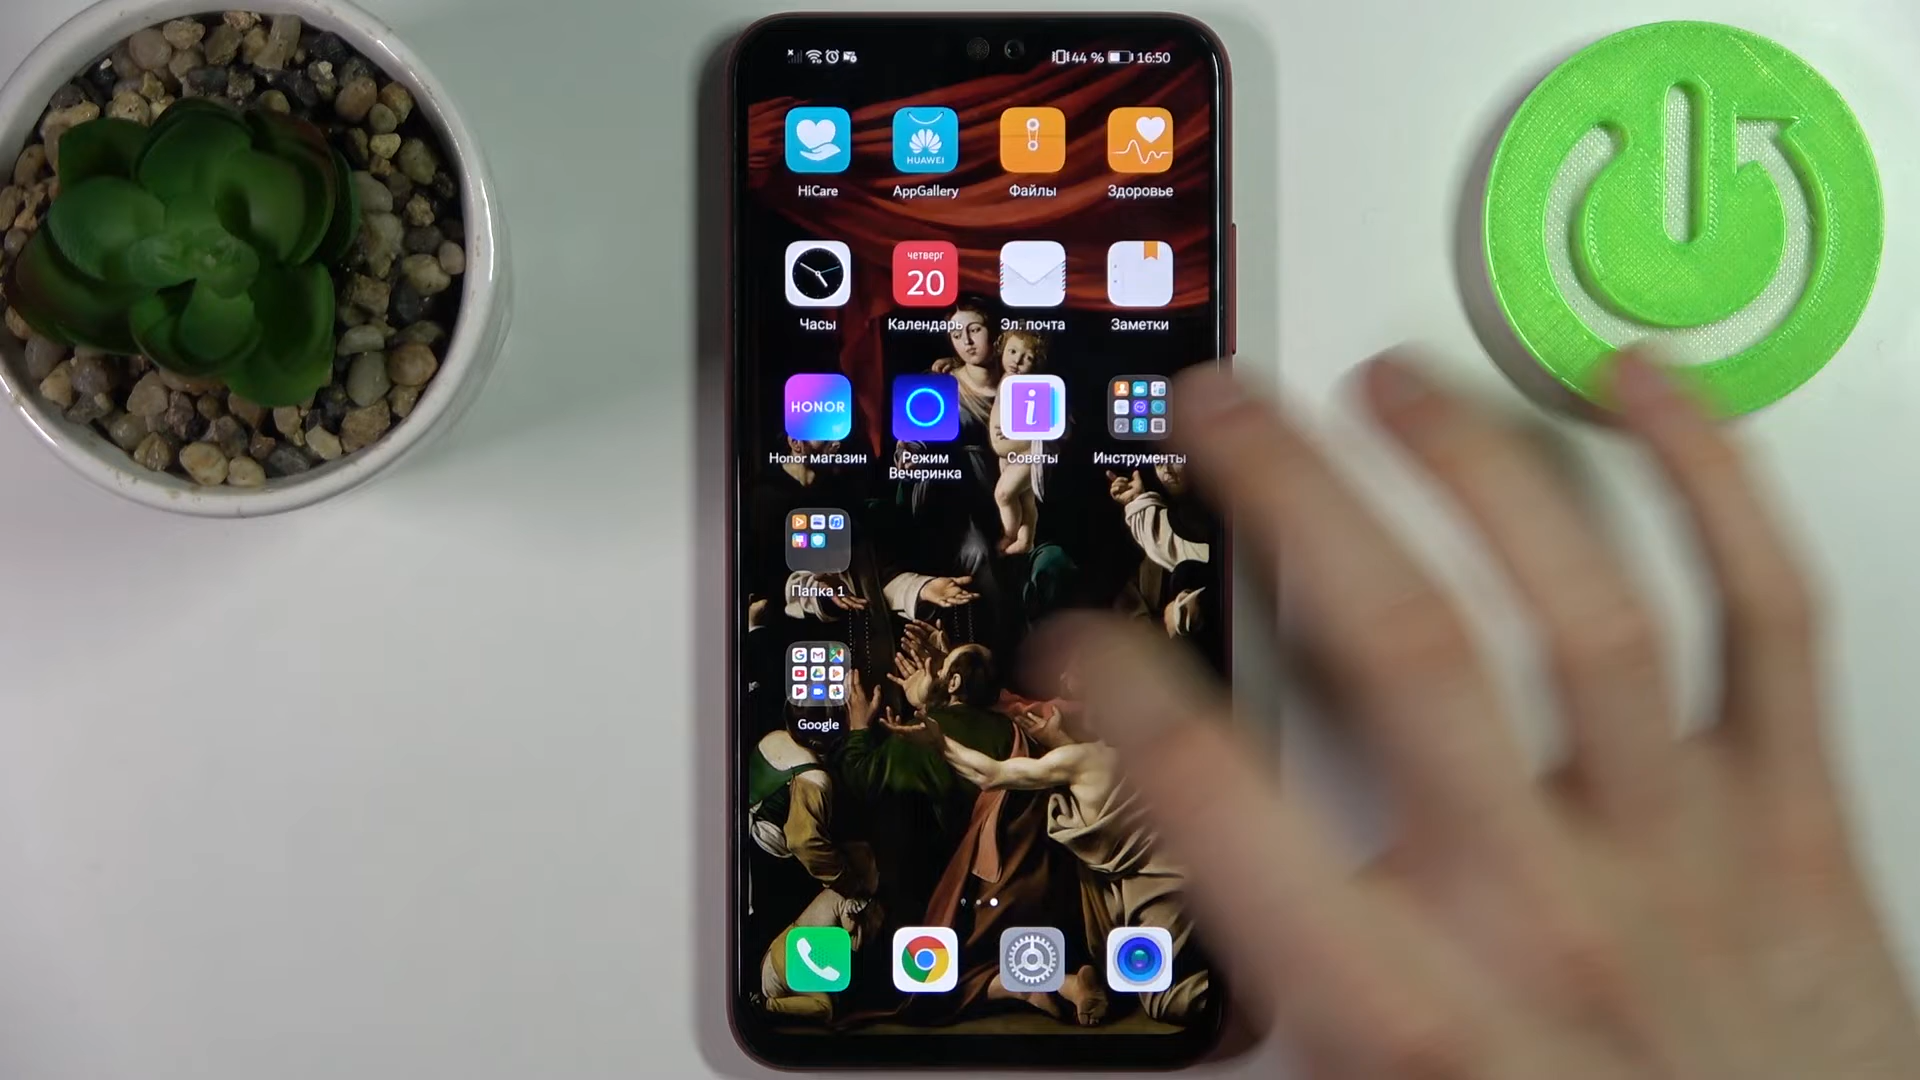 44 % 16:50
HiCare
HUAWEI
AppGallery
Файлы
Здоровье
Часы
четверг
20
Календарь
Эл. почта
Заметки
HONOR
Honor магазин
Режим
Вечеринка
i
Советы
Инструменты
Папка 1
Google